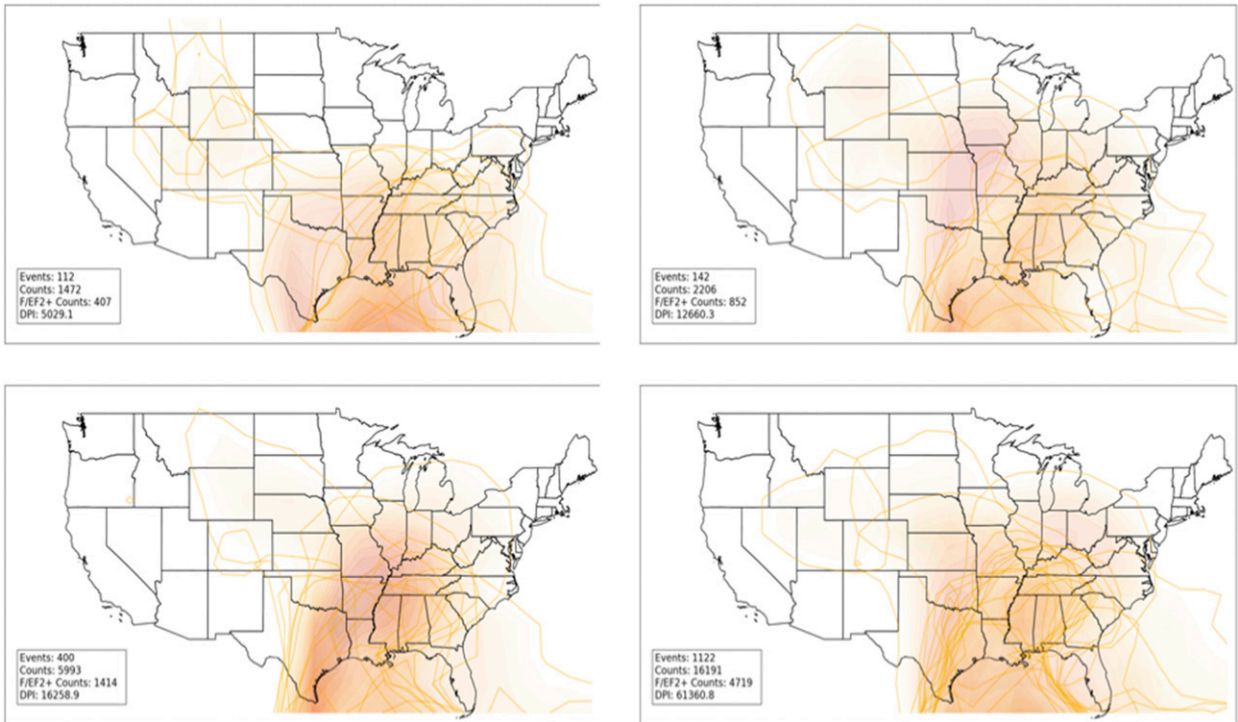 Events: 112
Counts: 1472
F/EF2+ Counts: 407
DPI: 5029.1
Events: 142
Counts: 2206
F/EF2+ Counts: 852
DPI: 12660.3
Events: 400
Counts: 5993
F/EF2+ Counts: 1414
DPI: 16258.9
Events: 1122
Counts: 16191
F/EF2+ Counts: 4719
DPI: 61360.8